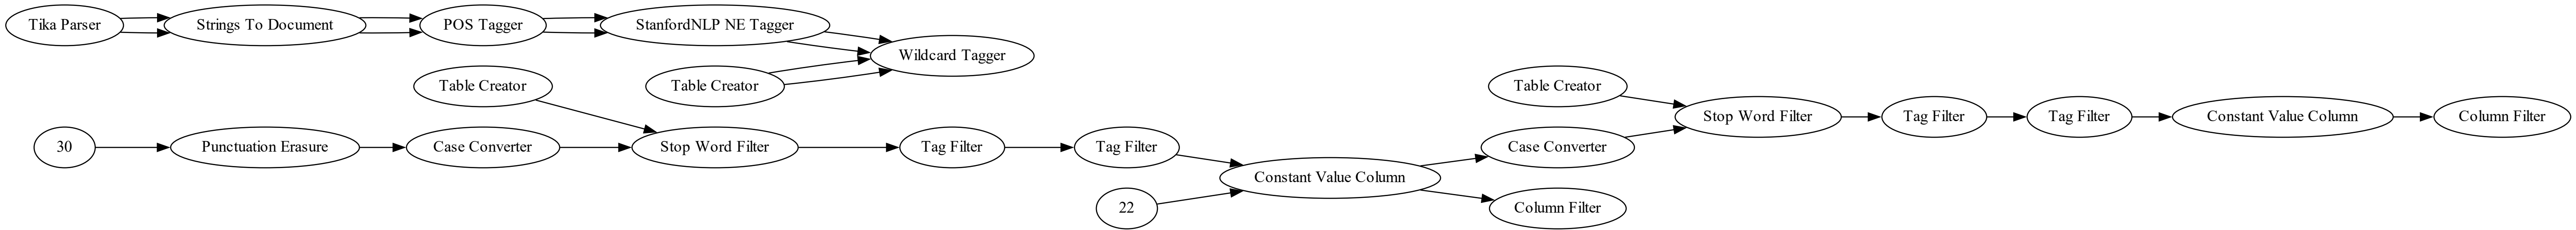 Tika Parser
Strings To Document
POS Tagger
StanfordNLP NE Tagger
Wildcard Tagger
Table Creator
Table Creator
Table Creator
30
Punctuation Erasure
Case Converter
Stop Word Filter
Tag Filter
Tag Filter
22
Constant Value Column
Case Converter
Column Filter
Stop Word Filter
Tag Filter
Tag Filter
Constant Value Column
Column Filter